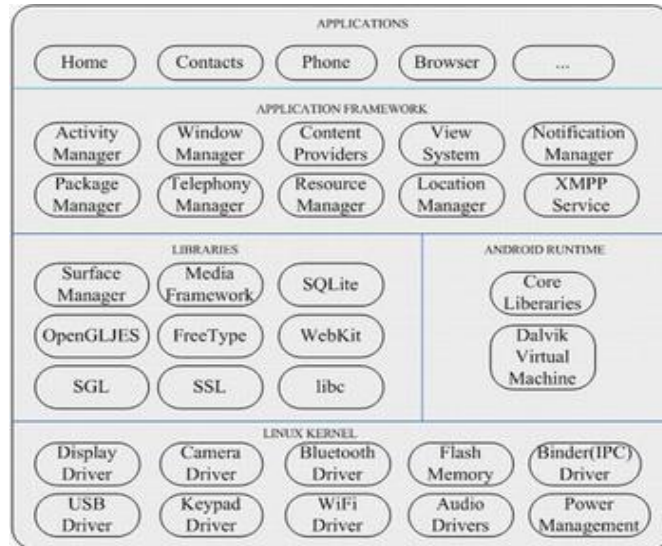 APPLICATIONS
Home Contacts Phone Browser ...
APPLICATION FRAMEWORK
Activity Manager Window Manager Content Providers View System Notification Manager
Package Manager Telephony Manager Resource Manager Location Manager XMPP Service
LIBRARIES
Surface Manager Media Framework SQLite
OpenGLJES FreeType WebKit
SGL SSL libc
ANDROID RUNTIME
Core Liberaries
Dalvik Virtual Machine
LINUX KERNEL
Display Driver Camera Driver Bluetooth Driver Flash Memory Binder(IPC) Driver
USB Driver Keypad Driver WiFi Driver Audio Drivers Power Management